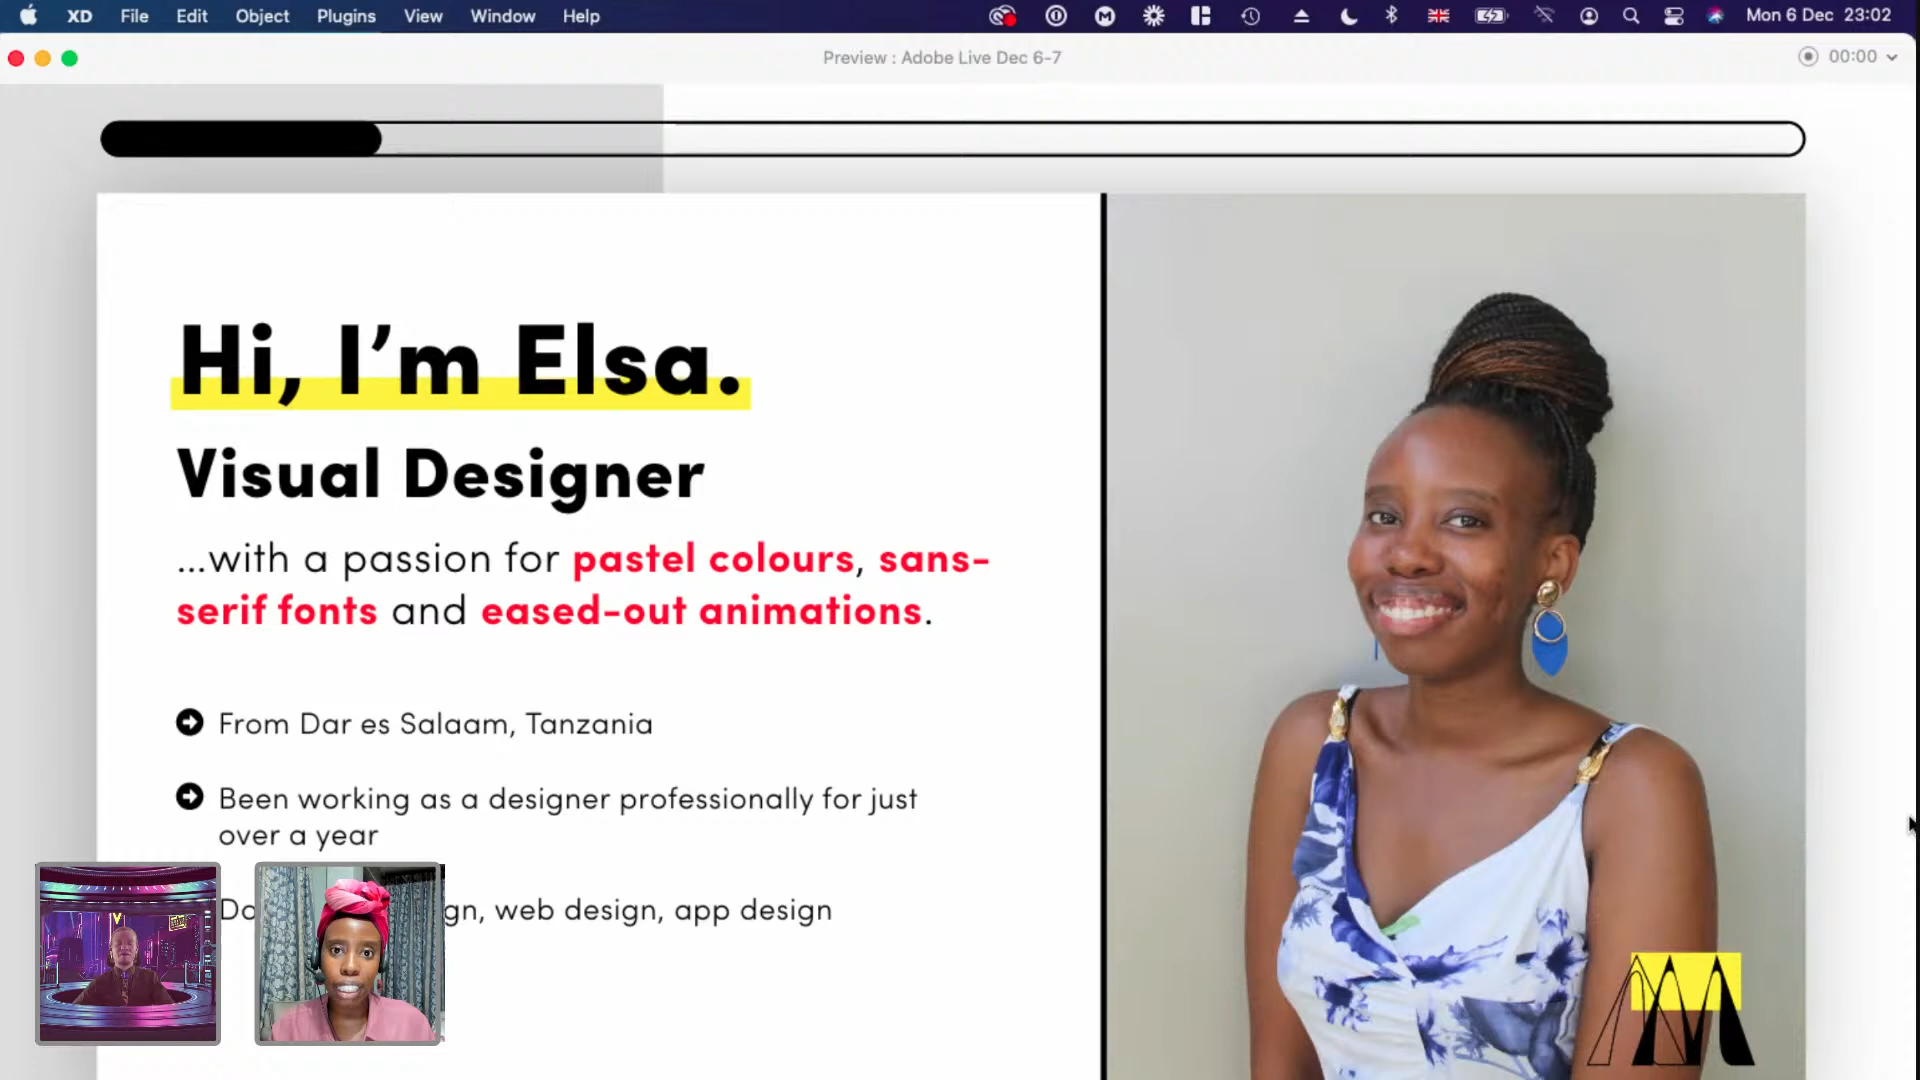 XD File Edit Object Plugins View Window Help Mon 6 Dec 23:02
Preview : Adobe Live Dec 6-7 00:00
Hi, I'm Elsa.
Visual Designer
...with a passion for pastel colours, sans-
serif fonts and eased-out animations.
From Dar es Salaam, Tanzania
Been working as a designer professionally for just
over a year
web design, app design